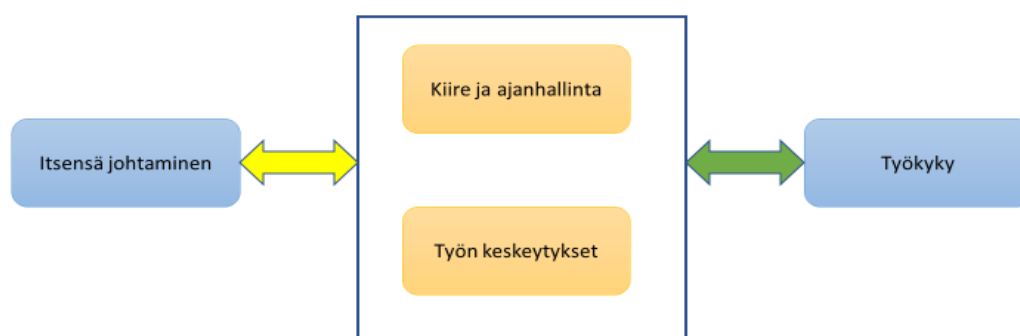 Kiire ja ajanhallinta
Itsensä johtaminen
Työkyky
Työn keskeytykset